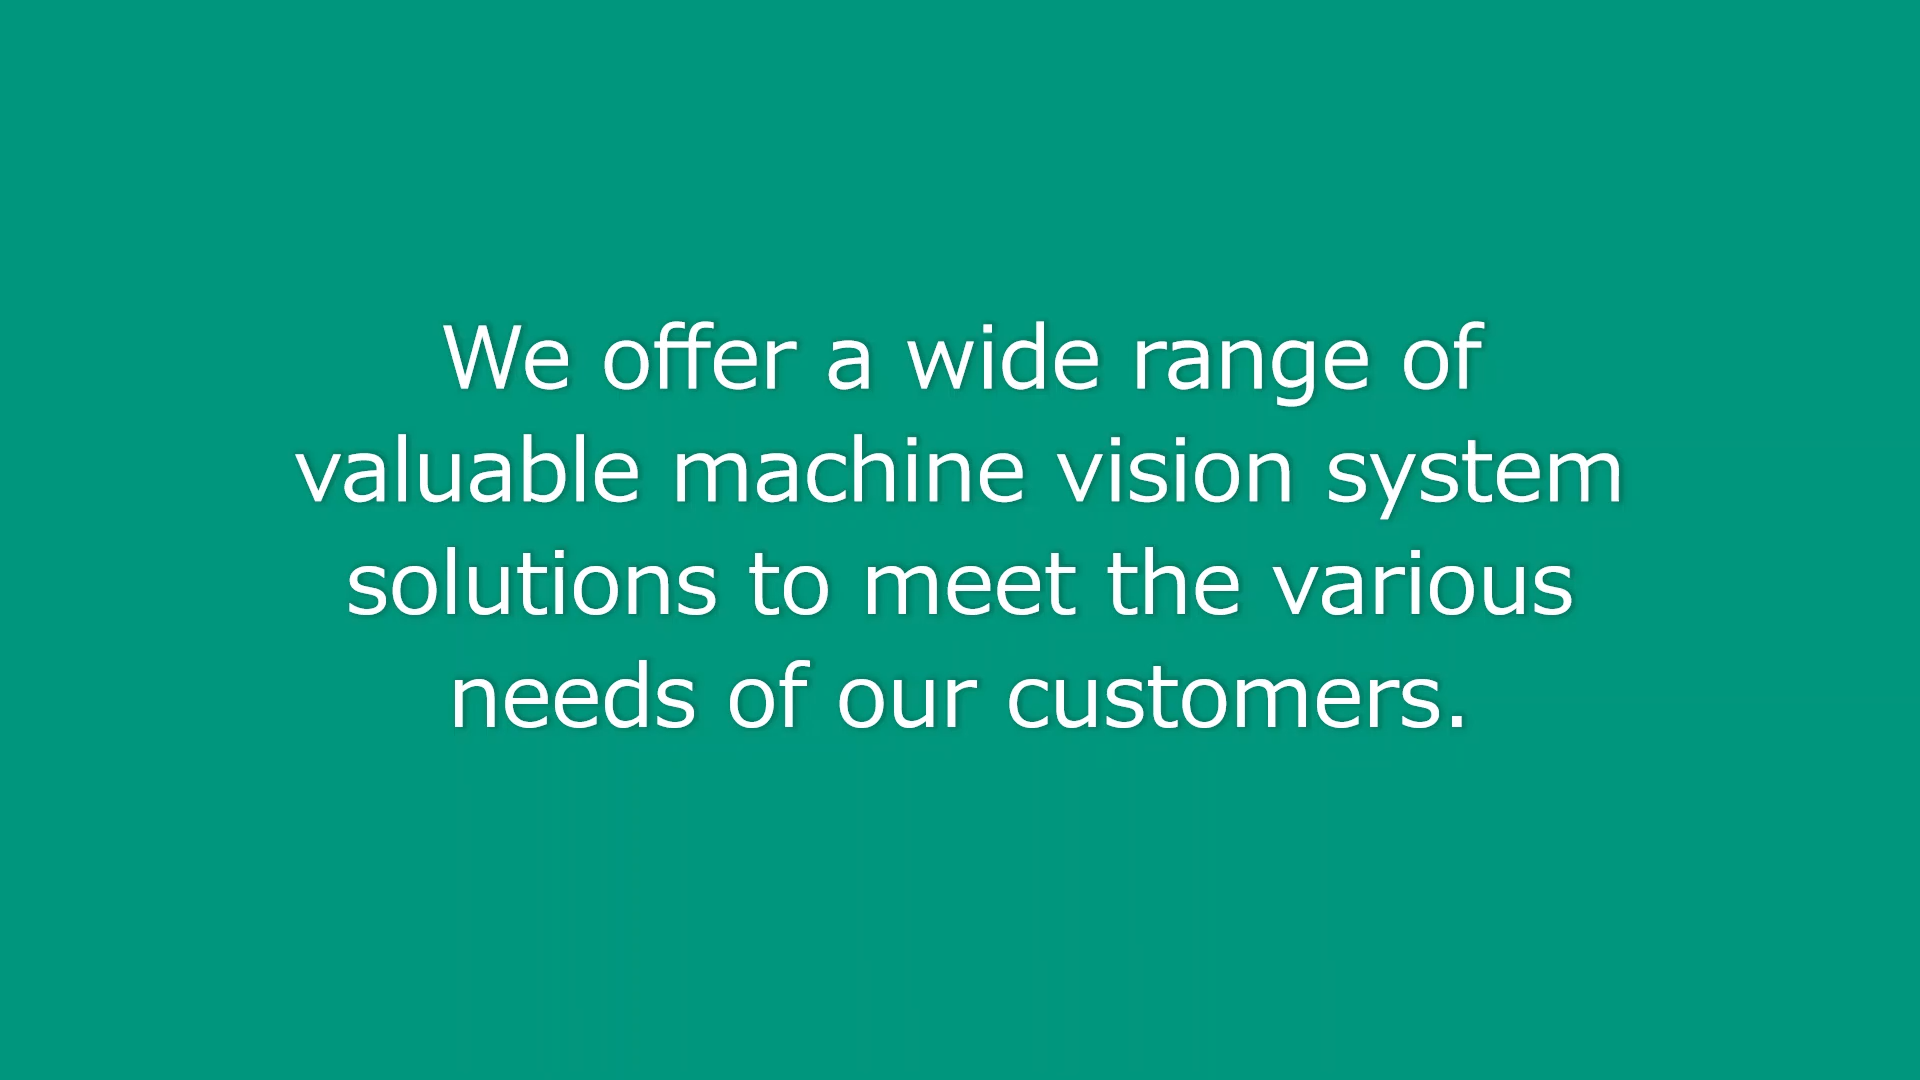 We offer a wide range of
valuable machine vision system
solutions to meet the various
needs of our customers.